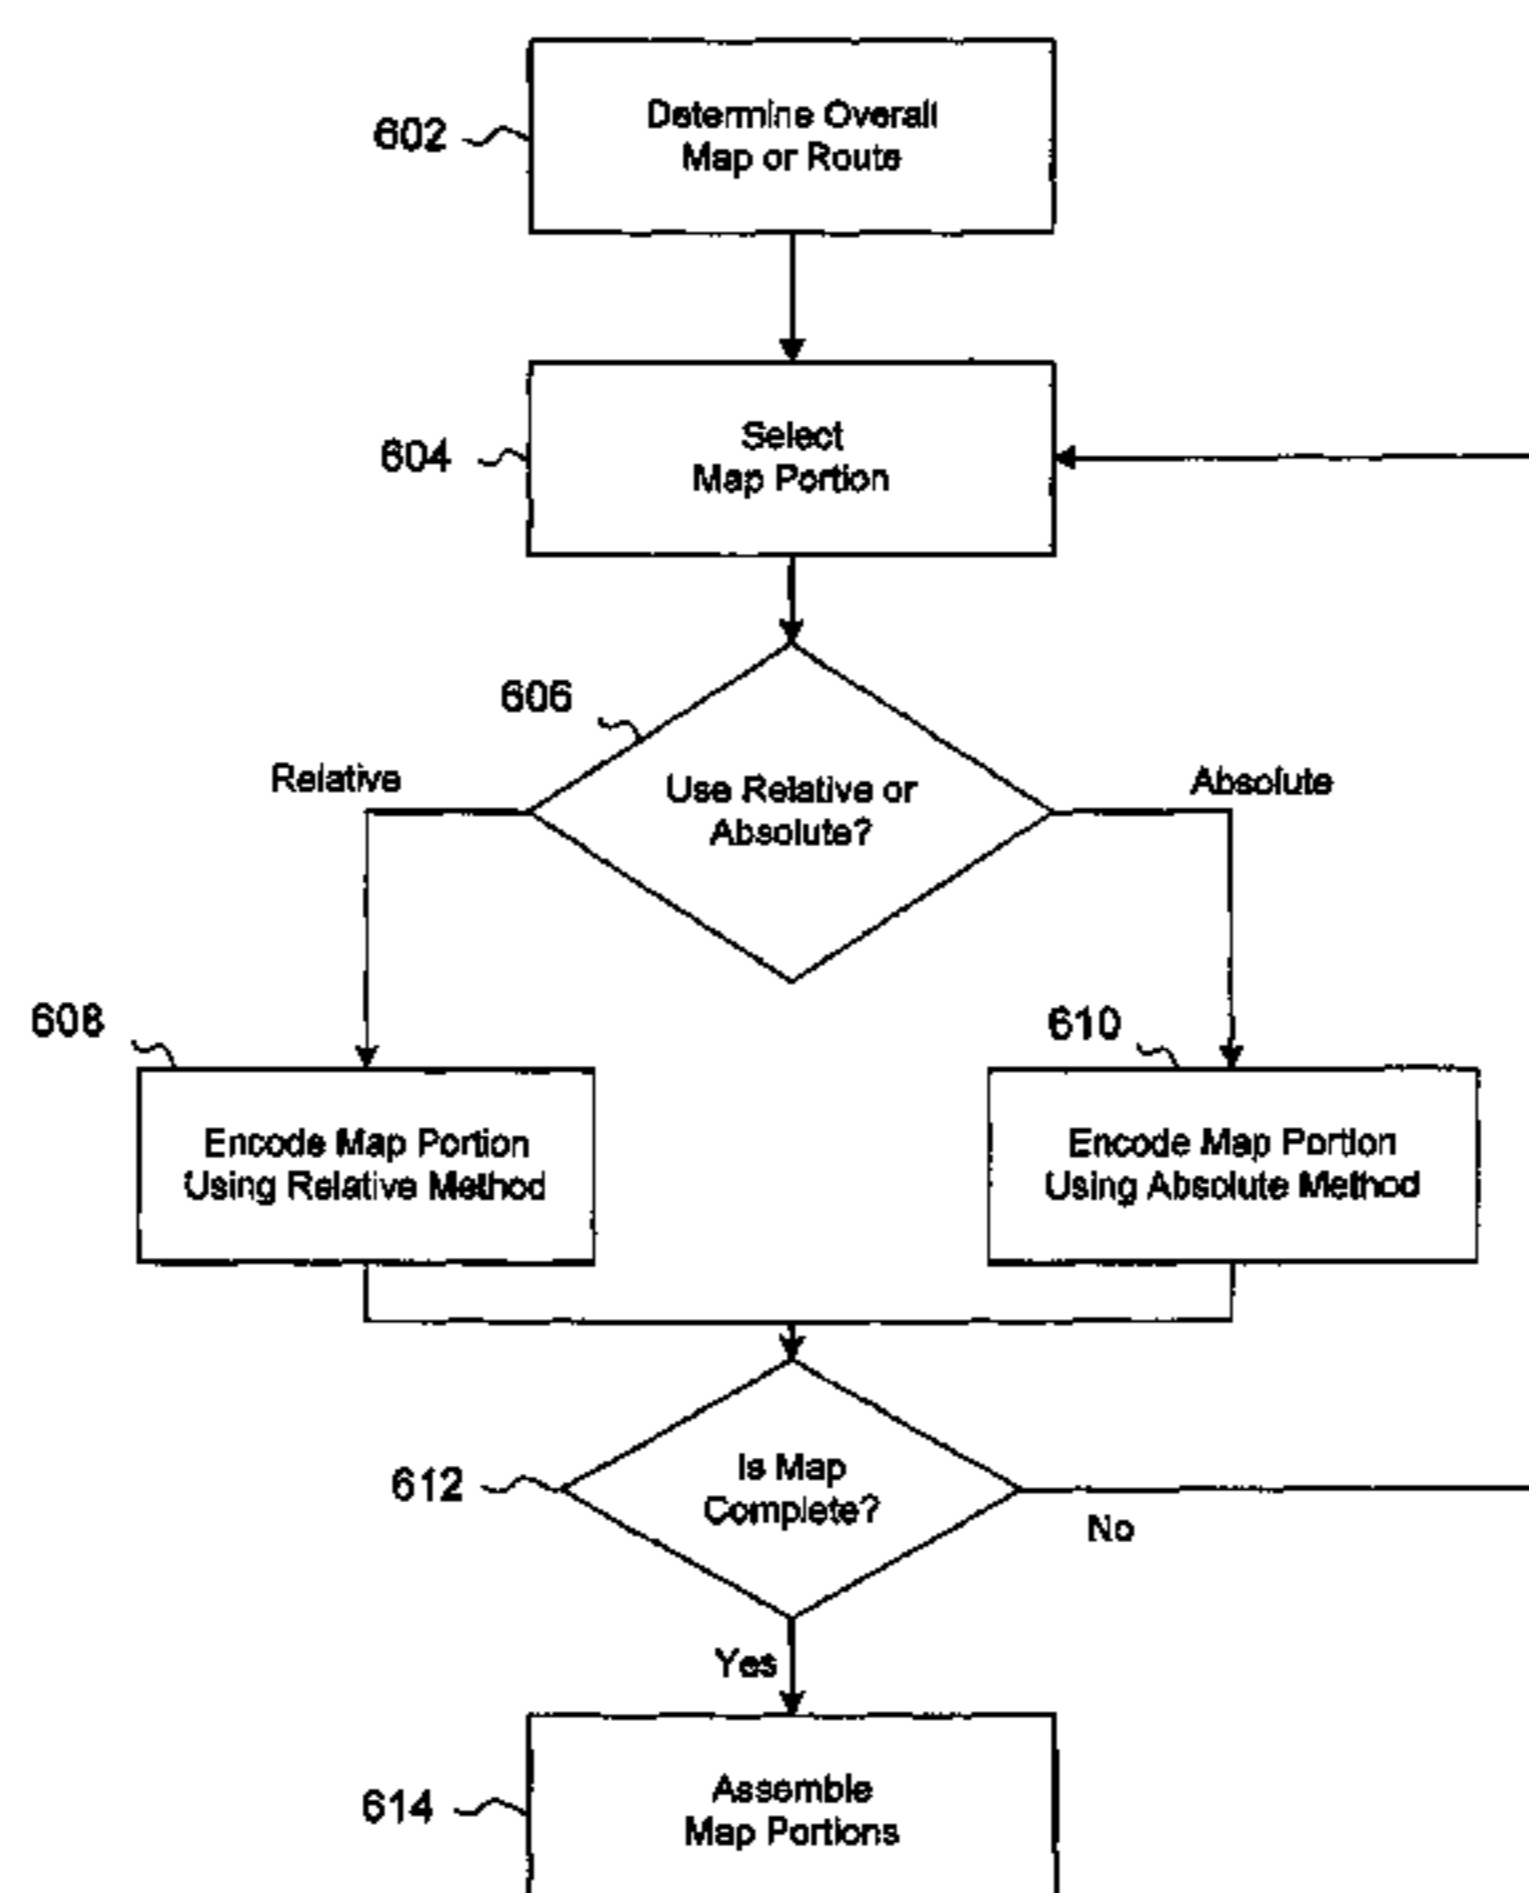 602
Determine Overall
Map or Route
604
Select
Map Portion
606
Relative
Use Relative or
Absolute?
Absolute
608
610
Encode Map Portion
Using Relative Method
Encode Map Portion
Using Absolute Method
612
Is Map
Complete?
No
Yes
614
Assemble
Map Portions